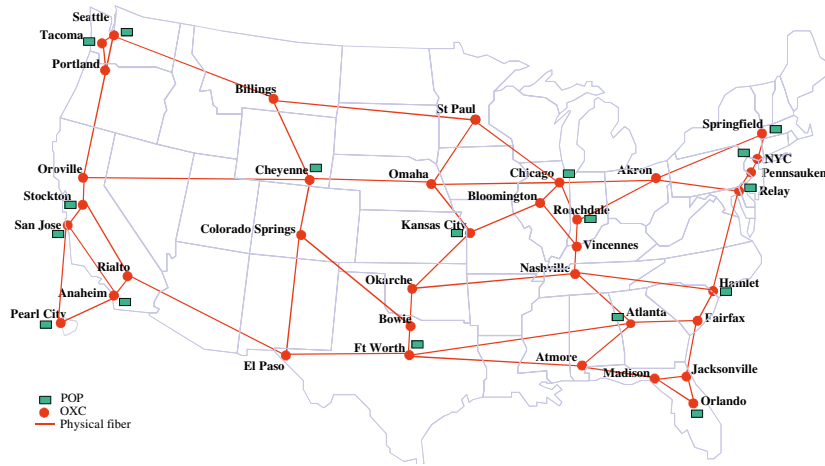 Seattle
Tacoma
Portland
Billings
St Paul
Springfield
NYC
Pennsauken
Oroville
Cheyenne
Omaha
Chicago
Akron
Relay
Stockton
Bloomington
Roachdale
San Jose
Colorado Springs
Kansas City
Vincennes
Rialto
Nashville
Anaheim
Okarche
Hamlet
Pearl City
Bowie
Atlanta
Fairfax
Ft Worth
El Paso
Atmore
Madison
Jacksonville
Orlando
POP
OXC
Physical fiber